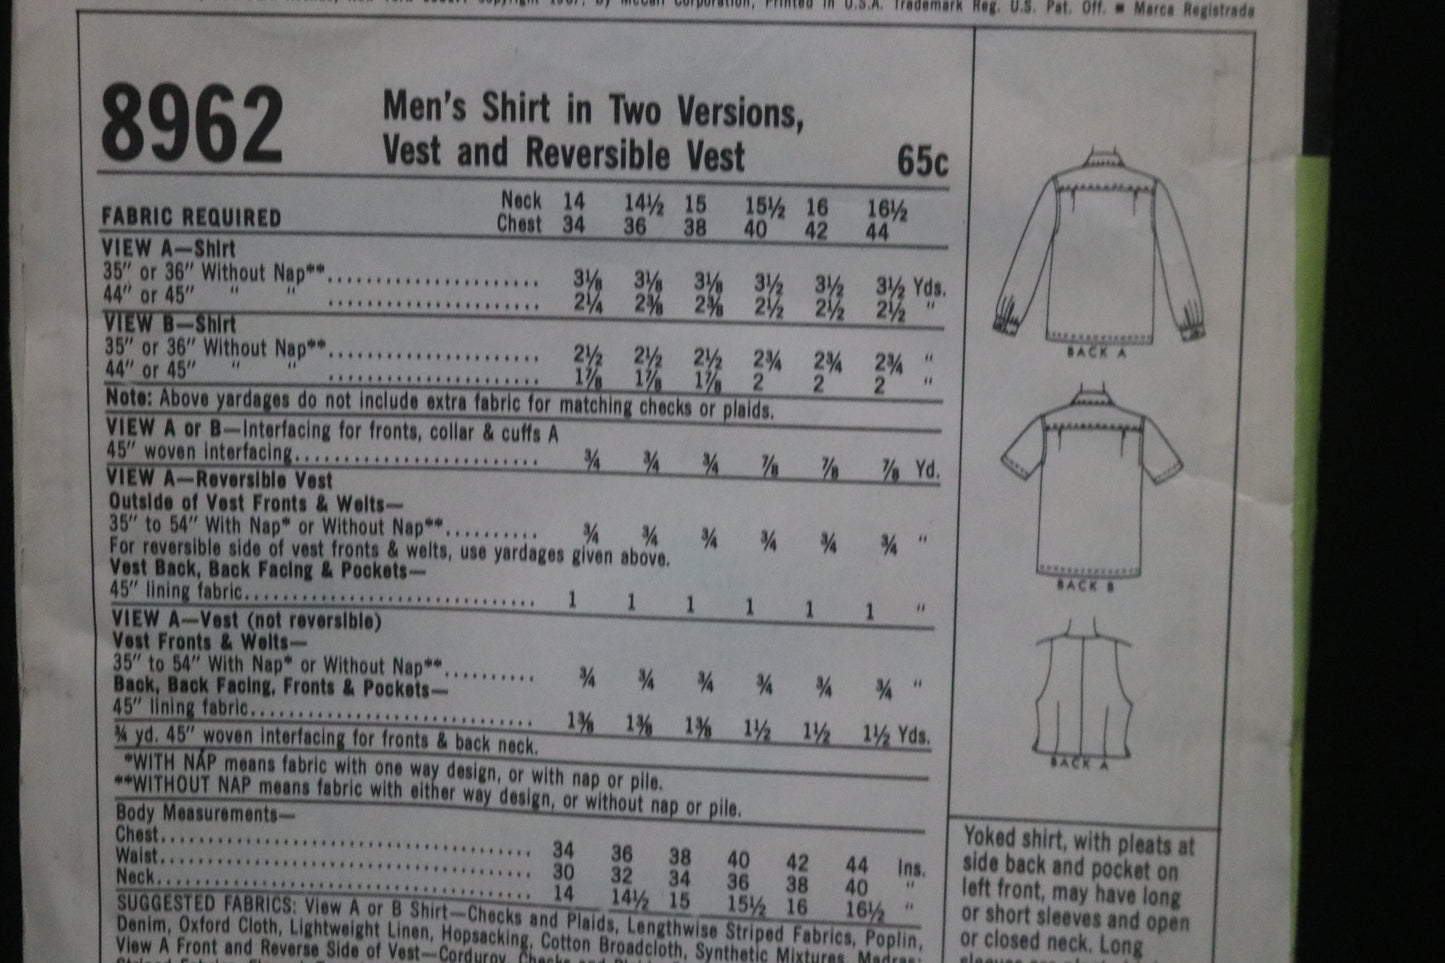 by McCall Corporation, Printed in U.S.A. Trademark Reg. U.S. Pat. Off. ■ Marca Registrada
8962
Men's Shirt in Two Versions,
Vest and Reversible Vest
65c
Neck 14 14½ 15 15½ 16 16½
FABRIC REQUIRED Chest 34 36 38 40 42 44
VIEW A—Shirt
35" or 36" Without Nap**..................... 3⅛ 3⅛ 3⅛ 3½ 3½ 3½ Yds.
44" or 45" " " ..................... 2¼ 2⅜ 2⅜ 2½ 2½ 2½ "
VIEW B—Shirt
35" or 36" Without Nap**..................... 2½ 2½ 2½ 2¾ 2¾ 2¾ "
44" or 45" " " ..................... 1⅞ 1⅞ 1⅞ 2 2 2 "
Note: Above yardages do not include extra fabric for matching checks or plaids.
VIEW A OR B—Interfacing for fronts, collar & cuffs A
45" woven interfacing........................ ¾ ¾ ¾ ⅞ ⅞ ⅞ Yd.
VIEW A—Reversible Vest
Outside of Vest Fronts & Welts—
35" to 54" With Nap* or Without Nap**.......... ¾ ¾ ¾ ¾ ¾ ¾ "
For reversible side of vest fronts & welts, use yardages given above.
Vest Back, Back Facing & Pockets—
45" lining fabric............................. 1 1 1 1 1 1 "
VIEW A—Vest (not reversible)
Vest Fronts & Welts—
35" to 54" With Nap* or Without Nap**.......... ¾ ¾ ¾ ¾ ¾ ¾ "
Back, Back Facing, Fronts & Pockets—
45" lining fabric............................. 1⅜ 1⅜ 1⅜ 1½ 1½ 1½ Yds.
¾ yd. 45" woven interfacing for fronts & back neck.
*WITH NAP means fabric with one way design, or with nap or pile.
**WITHOUT NAP means fabric with either way design, or without nap or pile.
Body Measurements—
Chest..................................... 34 36 38 40 42 44 Ins.
Waist..................................... 30 32 34 36 38 40 "
Neck...................................... 14 14½ 15 15½ 16 16½ "
SUGGESTED FABRICS: View A or B Shirt—Checks and Plaids, Lengthwise Striped Fabrics, Poplin,
Denim, Oxford Cloth, Lightweight Linen, Hopsacking, Cotton Broadcloth, Synthetic Mixtures, Madras;
View A Front and Reverse Side of Vest—Corduroy, Checks and
BACK A
BACK B
BACK A
Yoked shirt, with pleats at
side back and pocket on
left front, may have long
or short sleeves and open
or closed neck. Long